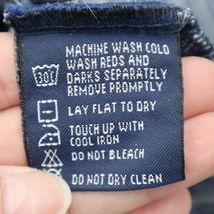 MACHINE WASH COLD
WASH REDS AND
DARKS SEPARATELY
REMOVE PROMPTLY
30C
LAY FLAT TO DRY
TOUCH UP WITH
COOL IRON
DO NOT BLEACH
DO NOT DRY CLEAN